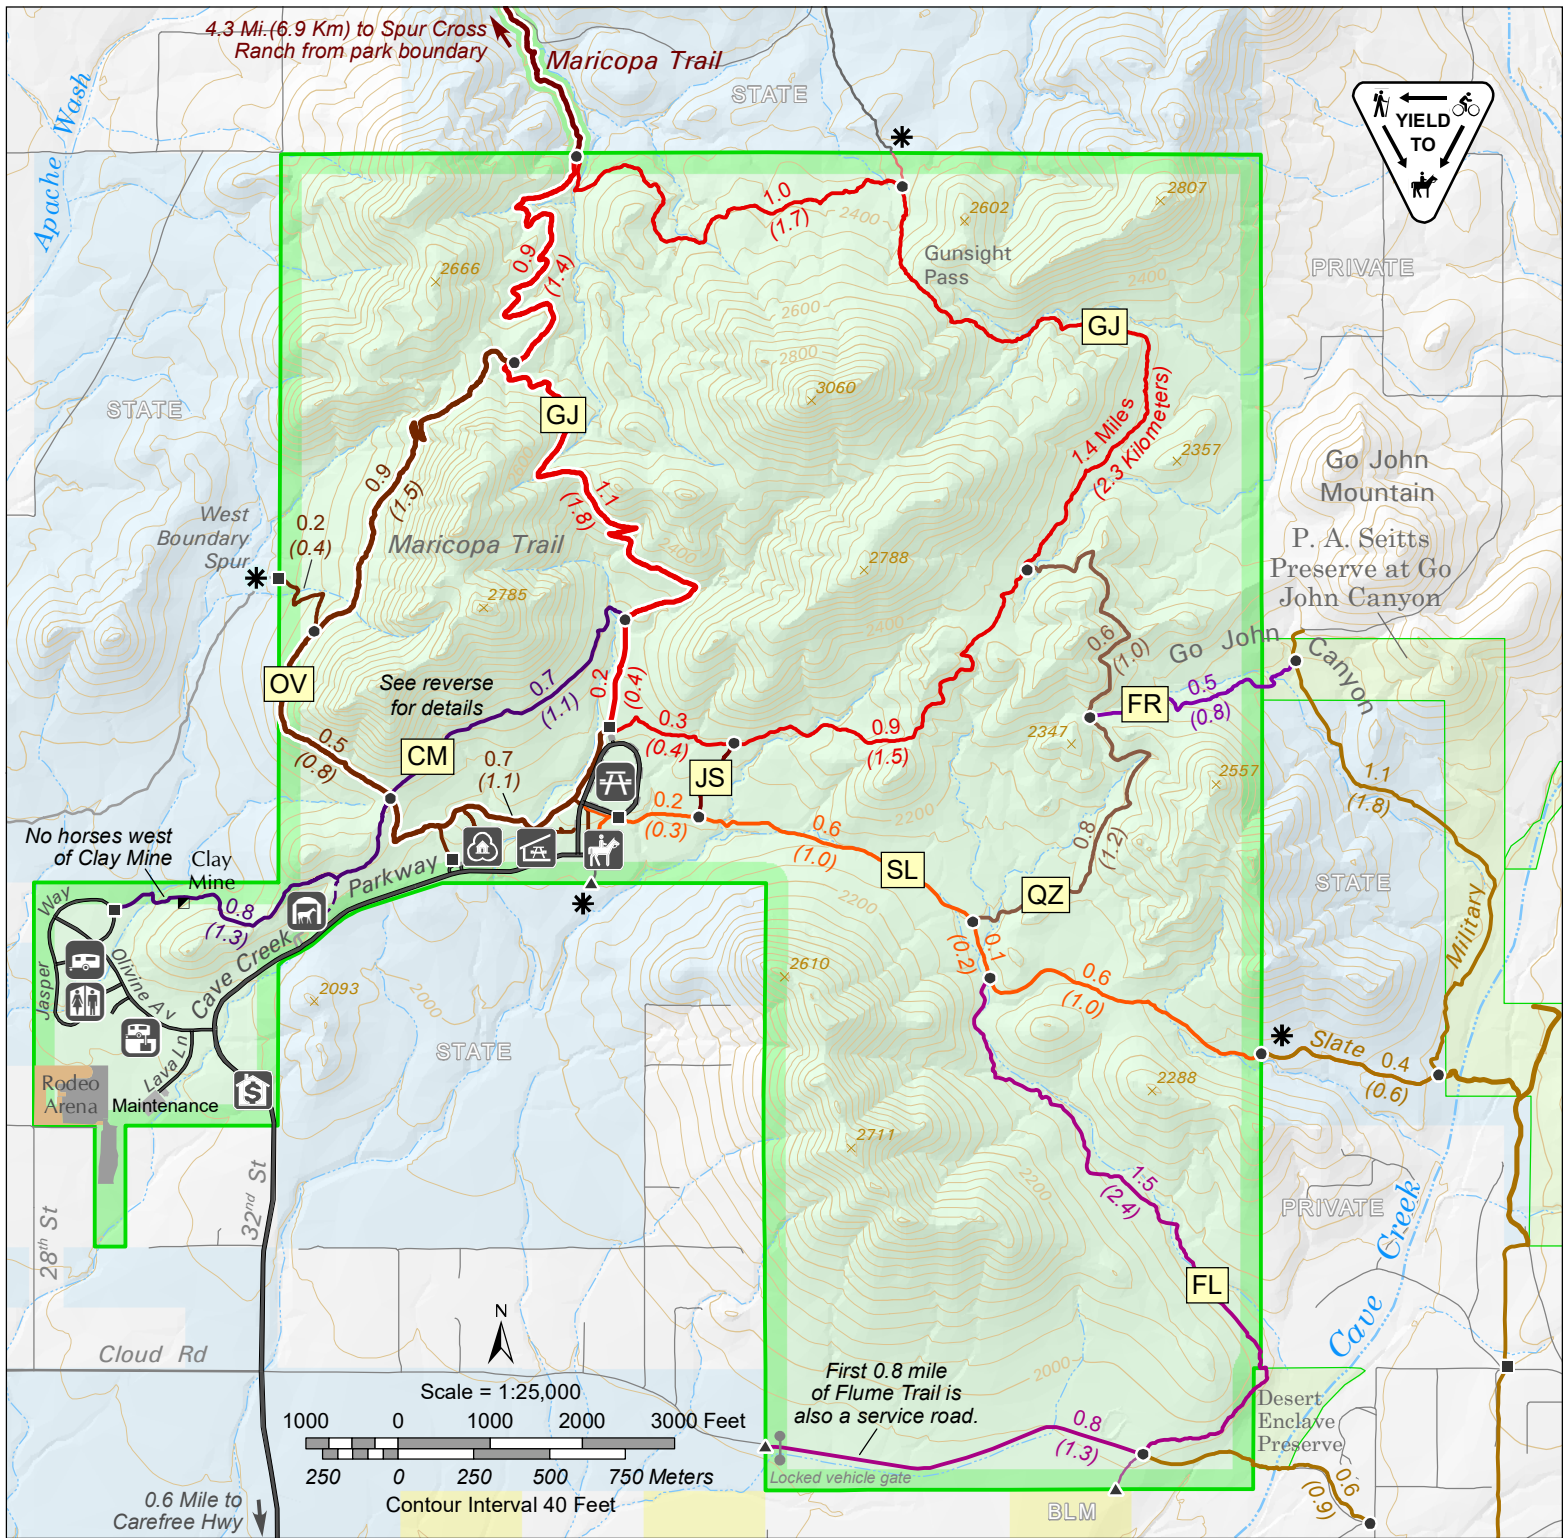 4.3 Mi.(6.9 Km) to Spur Cross
Ranch from park boundary
Maricopa Trail
STATE
Apache Wash
YIELD
TO
1.0
(1.7)
2400
2602
2807
Gunsight
Pass
2400
PRIVATE
2666
0.9
(1.4)
2600
2800
3060
GJ
GJ
STATE
1.4 Miles
(2.3 Kilometers)
2357
Go John
Mountain
0.9
(1.5)
1.1
(1.8)
West
Boundary
Spur
0.2
(0.4)
Maricopa Trail
2400
2788
P. A. Seitts
Preserve at Go
John Canyon
2785
2400
0.6
(1.0)
Go John
Canyon
OV
See reverse
for details
0.7
(1.1)
0.2
(0.4)
FR
0.5
(0.8)
0.5
(0.8)
CM
0.7
(1.1)
0.3
(0.4)
JS
0.9
(1.5)
2347
2557
1.1
(1.8)
0.2
(0.3)
0.6
(1.0)
2200
0.8
(1.2)
No horses west
of Clay Mine
Clay
Mine
Parkway
SL
QZ
STATE
2200
Way
0.8
(1.3)
Cave Creek
0.1
(0.2)
Military
Jasper
Olivine Av
2093
2000
2610
0.6
(1.0)
Lava Ln
STATE
Slate
0.4
(0.6)
Rodeo
Arena
Maintenance
$
2288
2711
2200
1.5
(2.4)
PRIVATE
28th St
32nd St
Cave Creek
FL
Cloud Rd
N
Scale = 1:25,000
1000 0 1000 2000 3000 Feet
250 0 250 500 750 Meters
Contour Interval 40 Feet
First 0.8 mile
of Flume Trail is
also a service road.
2000
0.8
(1.3)
Desert
Enclave
Preserve
Locked vehicle gate
0.6
(0.9)
BLM
0.6 Mile to
Carefree Hwy